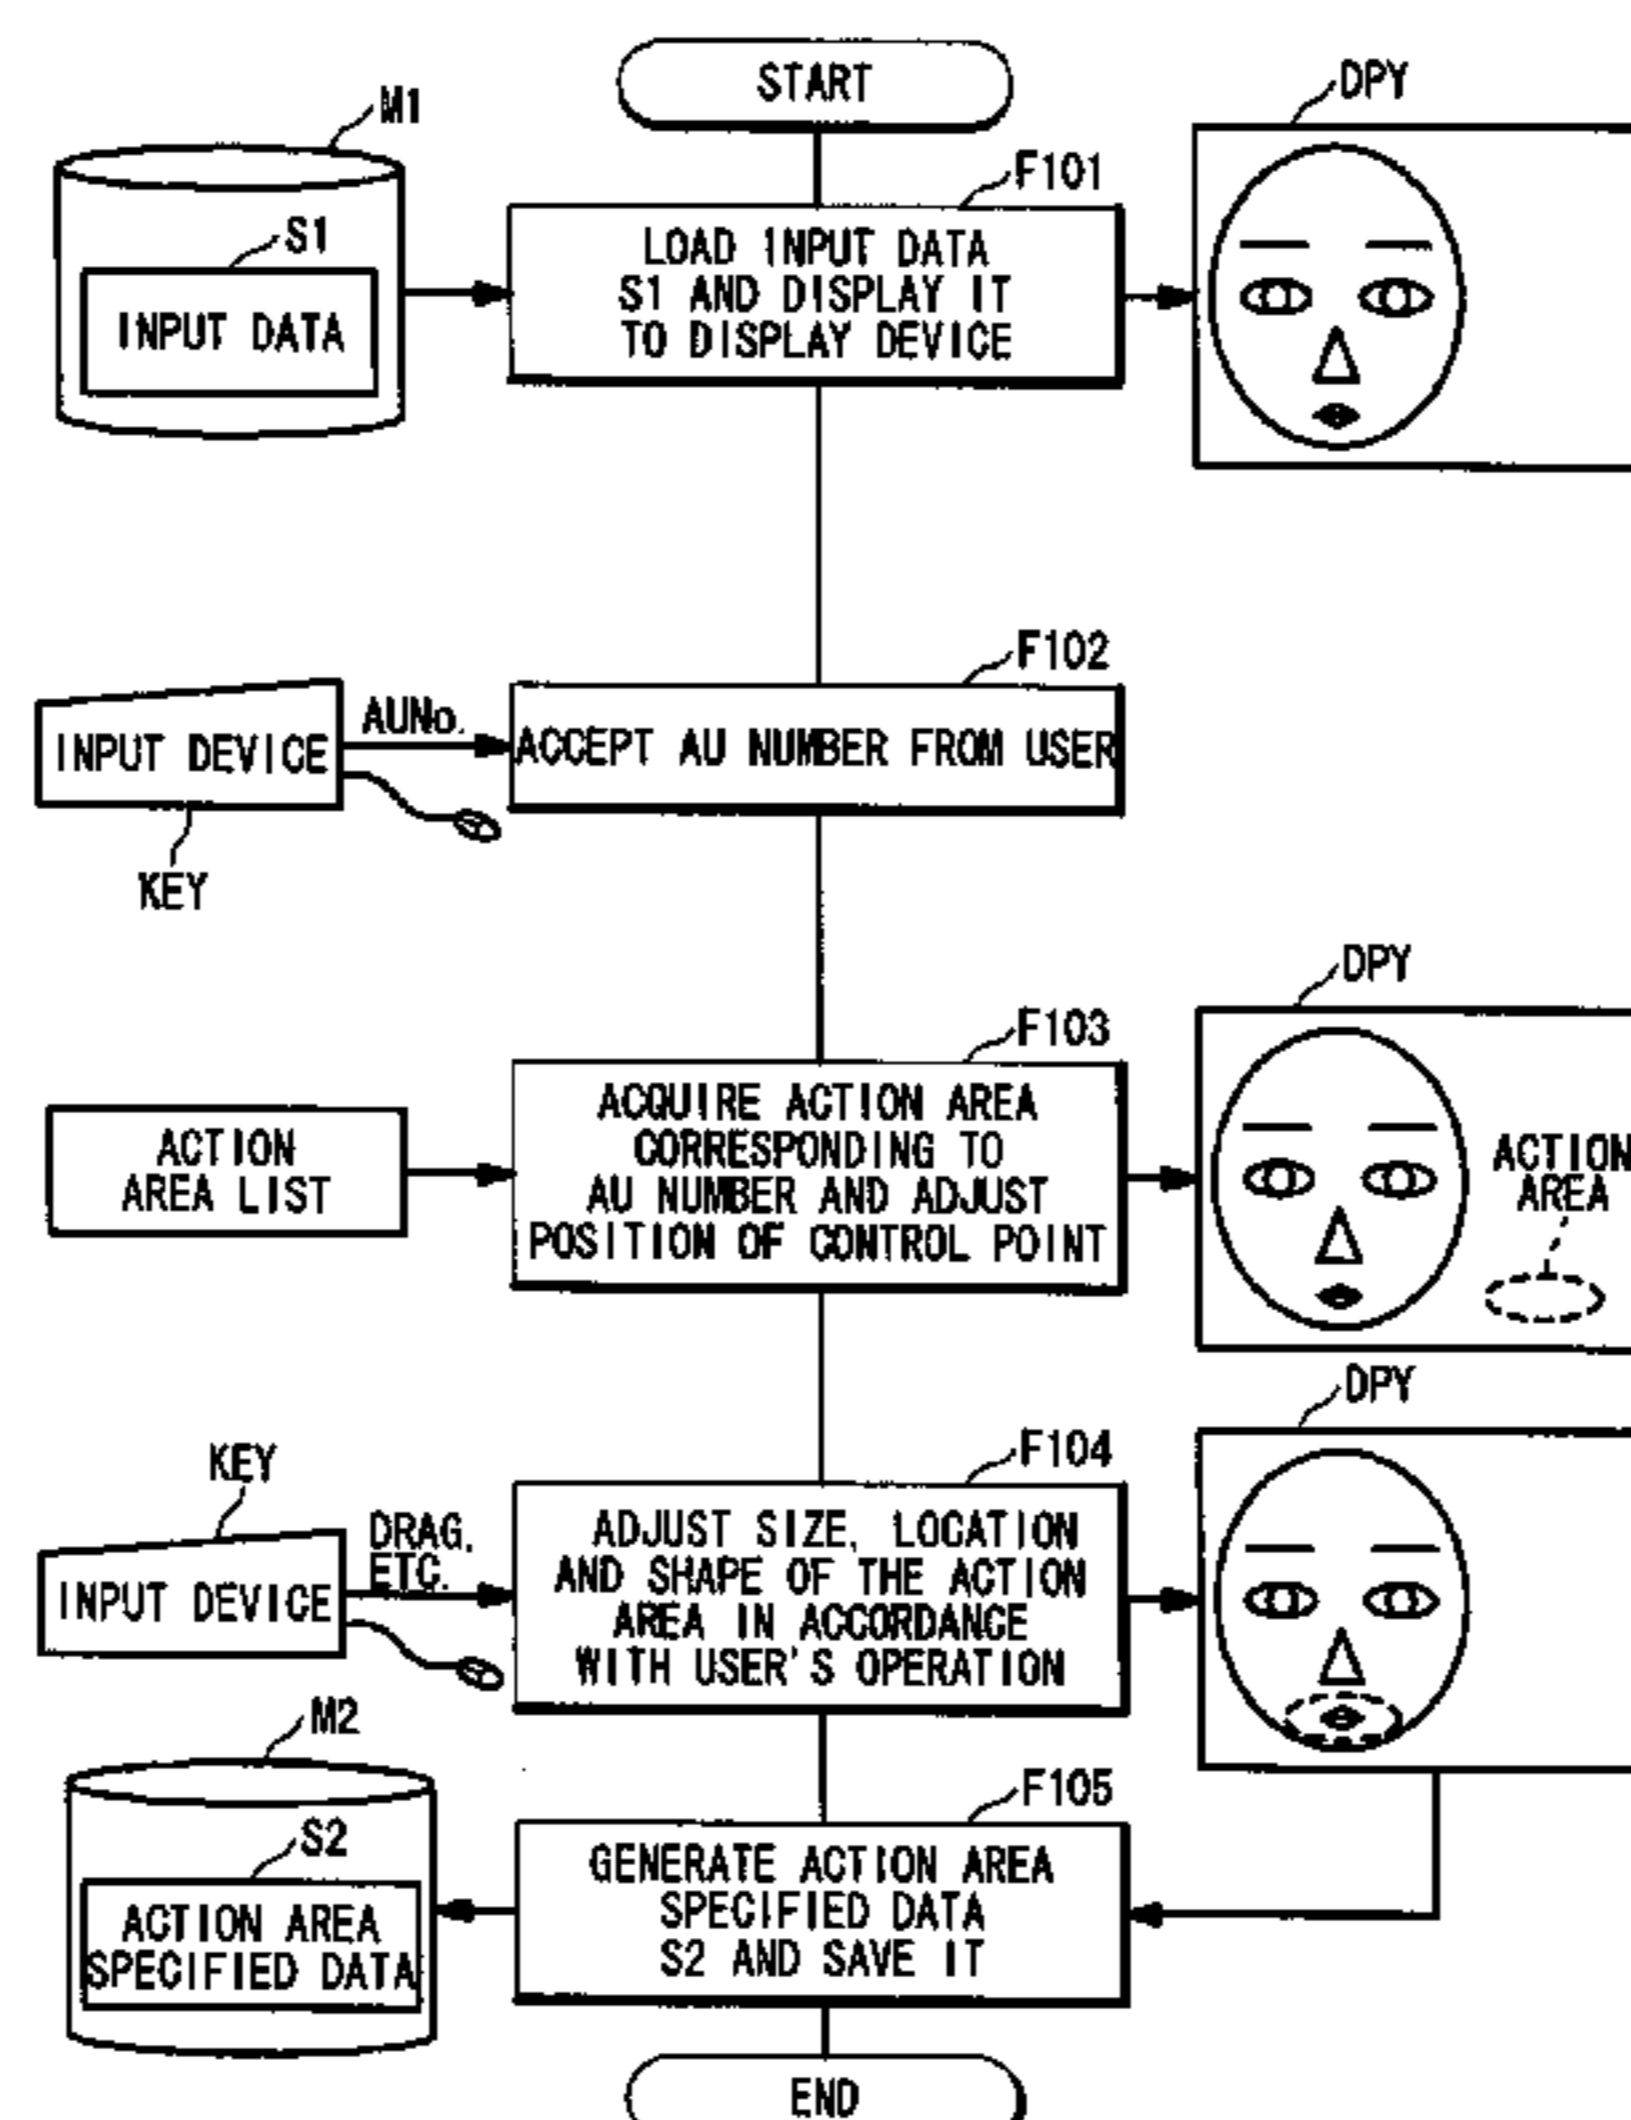 START
DPY
M1
F101
S1
INPUT DATA
LOAD INPUT DATA
S1 AND DISPLAY IT
TO DISPLAY DEVICE
F102
INPUT DEVICE
AUNo.
ACCEPT AU NUMBER FROM USER
KEY
DPY
F103
ACTION
AREA LIST
ACQUIRE ACTION AREA
CORRESPONDING TO
AU NUMBER AND ADJUST
POSITION OF CONTROL POINT
ACTION
AREA
DPY
F104
KEY
INPUT DEVICE
DRAG,
ETC.
ADJUST SIZE, LOCATION
AND SHAPE OF THE ACTION
AREA IN ACCORDANCE
WITH USER'S OPERATION
M2
F105
S2
ACTION AREA
SPECIFIED DATA
GENERATE ACTION AREA
SPECIFIED DATA
S2 AND SAVE IT
END